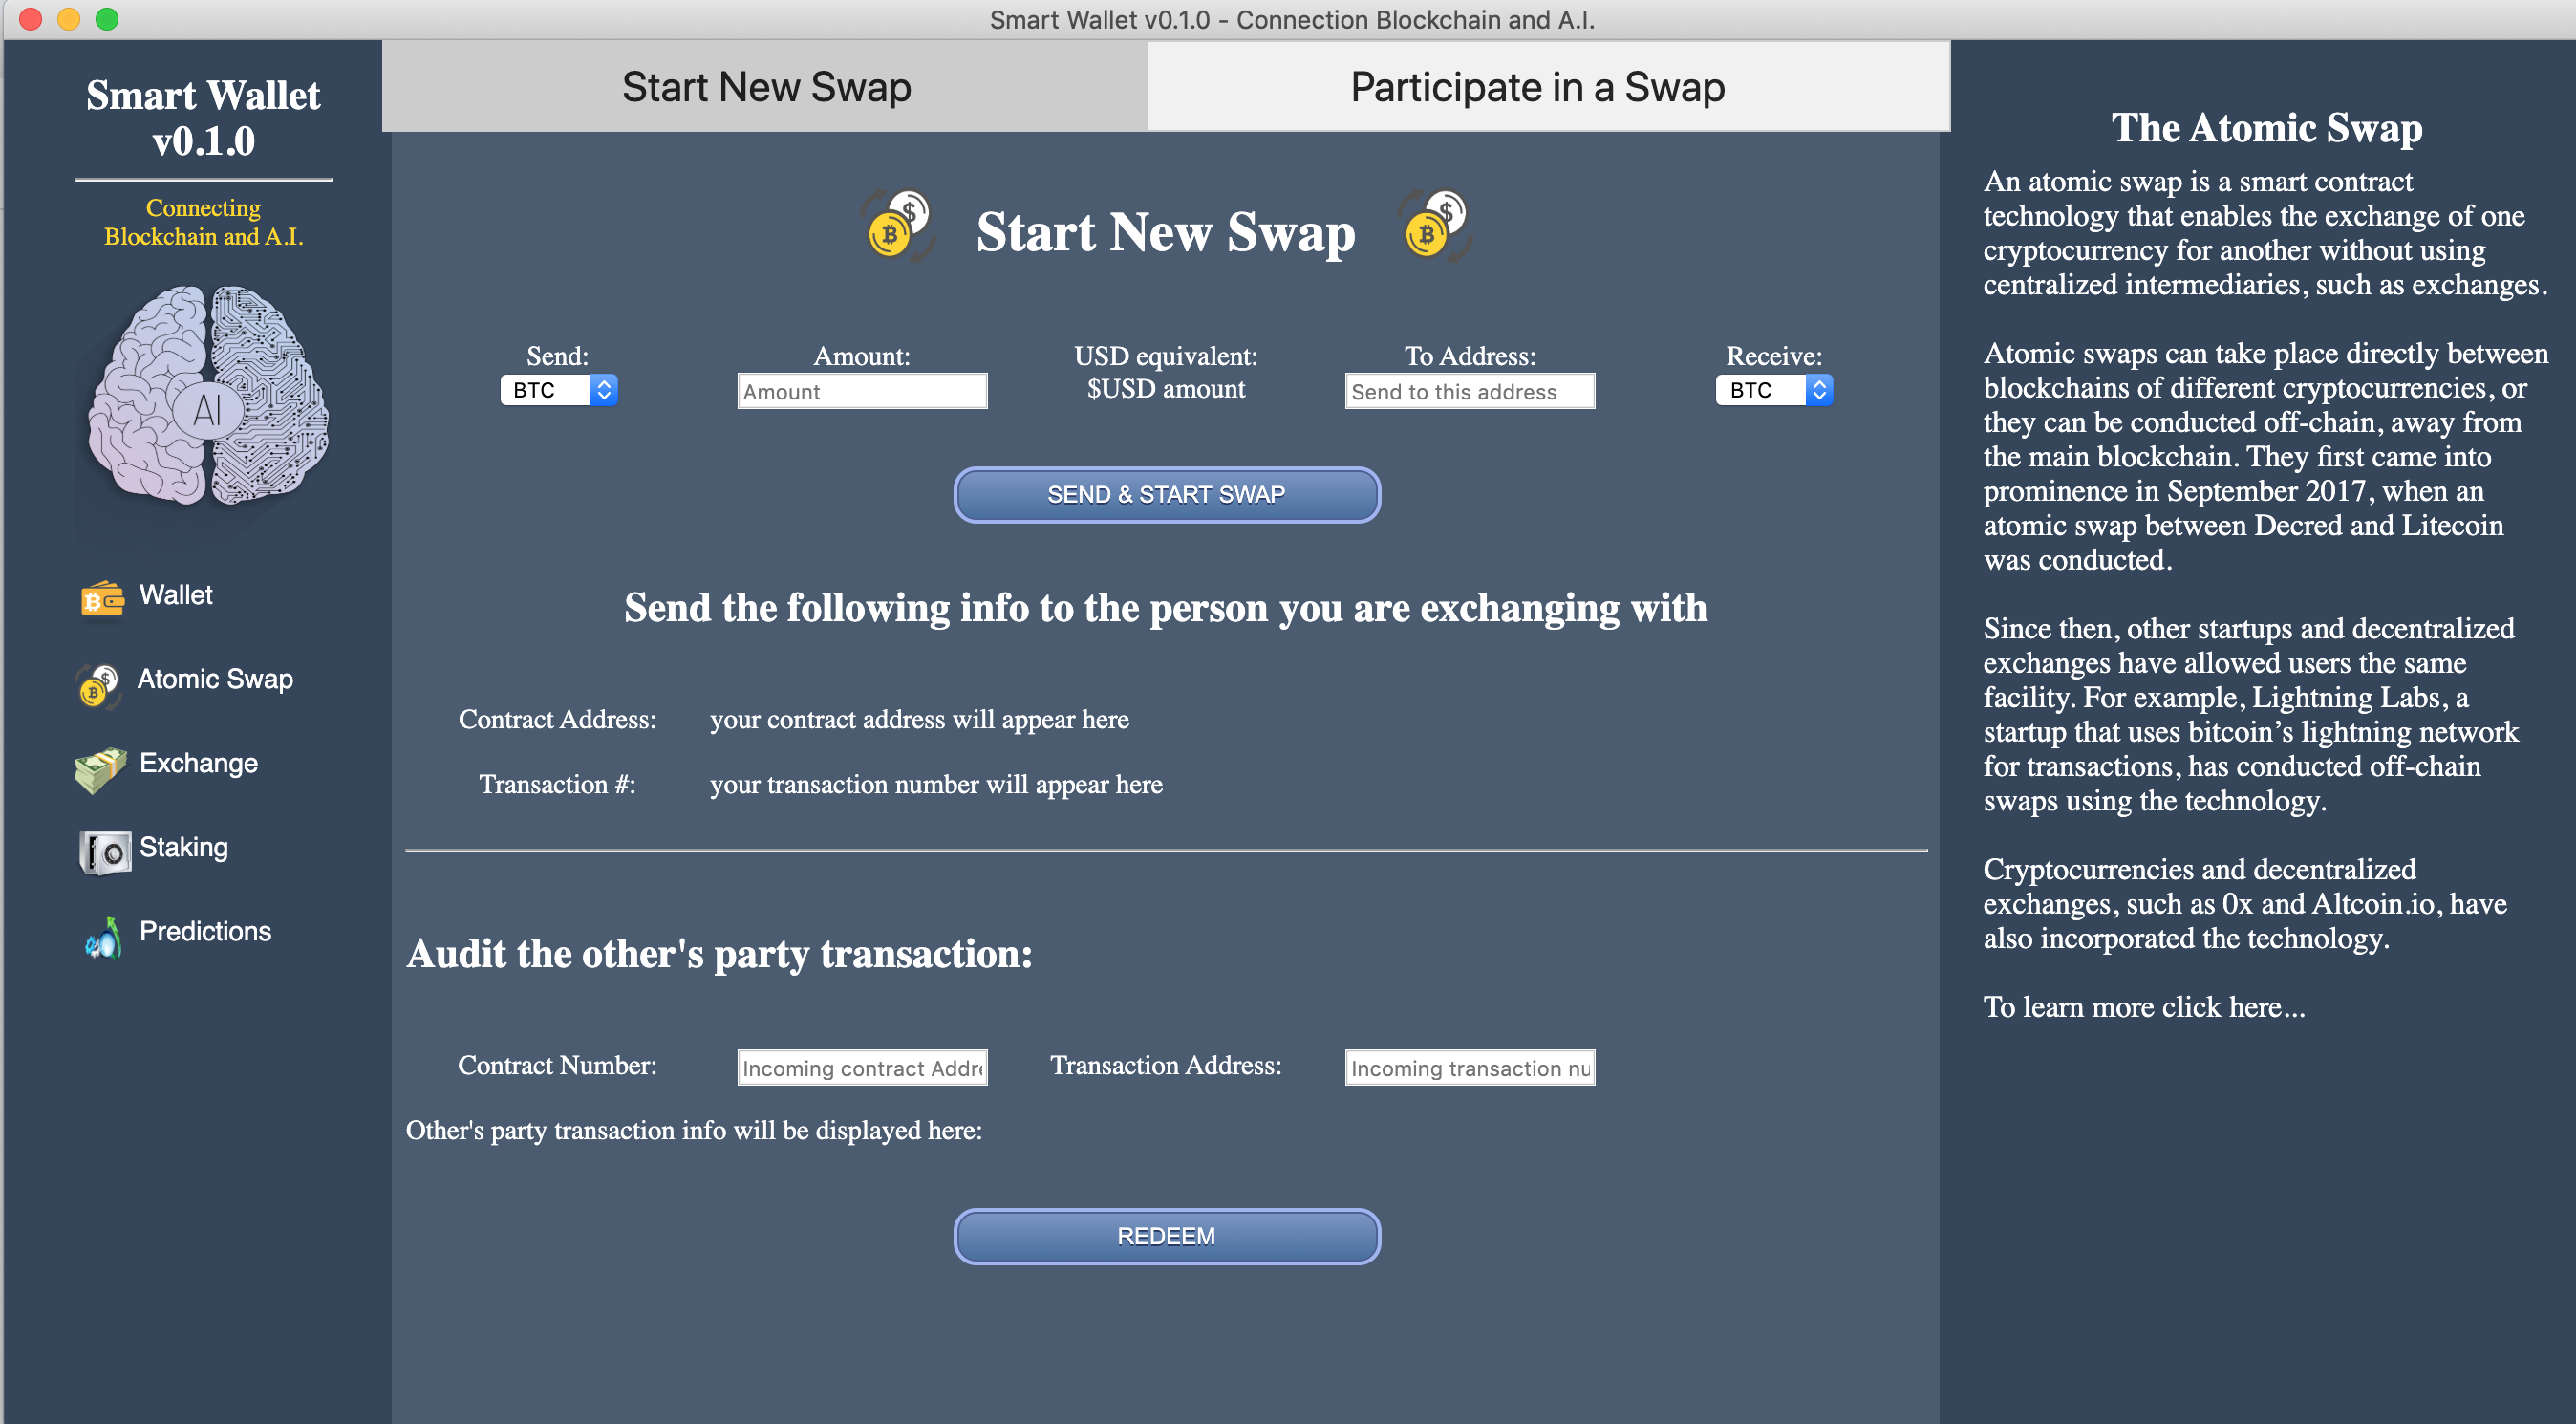 Smart Wallet v0.1.0 - Connection Blockchain and A.I.
Smart Wallet
v0.1.0
Connecting
Blockchain and A.I.
AI
Wallet
Atomic Swap
Exchange
Staking
Predictions
Start New Swap
Participate in a Swap
Start New Swap
Send:
BTC
Amount:
Amount
USD equivalent:
$USD amount
To Address:
Send to this address
Receive:
BTC
SEND & START SWAP
Send the following info to the person you are exchanging with
Contract Address: your contract address will appear here
Transaction #: your transaction number will appear here
Audit the other's party transaction:
Contract Number: Incoming contract Addr Transaction Address: Incoming transaction nu
Other's party transaction info will be displayed here:
REDEEM
The Atomic Swap
An atomic swap is a smart contract
technology that enables the exchange of one
cryptocurrency for another without using
centralized intermediaries, such as exchanges.
Atomic swaps can take place directly between
blockchains of different cryptocurrencies, or
they can be conducted off-chain, away from
the main blockchain. They first came into
prominence in September 2017, when an
atomic swap between Decred and Litecoin
was conducted.
Since then, other startups and decentralized
exchanges have allowed users the same
facility. For example, Lightning Labs, a
startup that uses bitcoin’s lightning network
for transactions, has conducted off-chain
swaps using the technology.
Cryptocurrencies and decentralized
exchanges, such as 0x and Altcoin.io, have
also incorporated the technology.
To learn more click here...